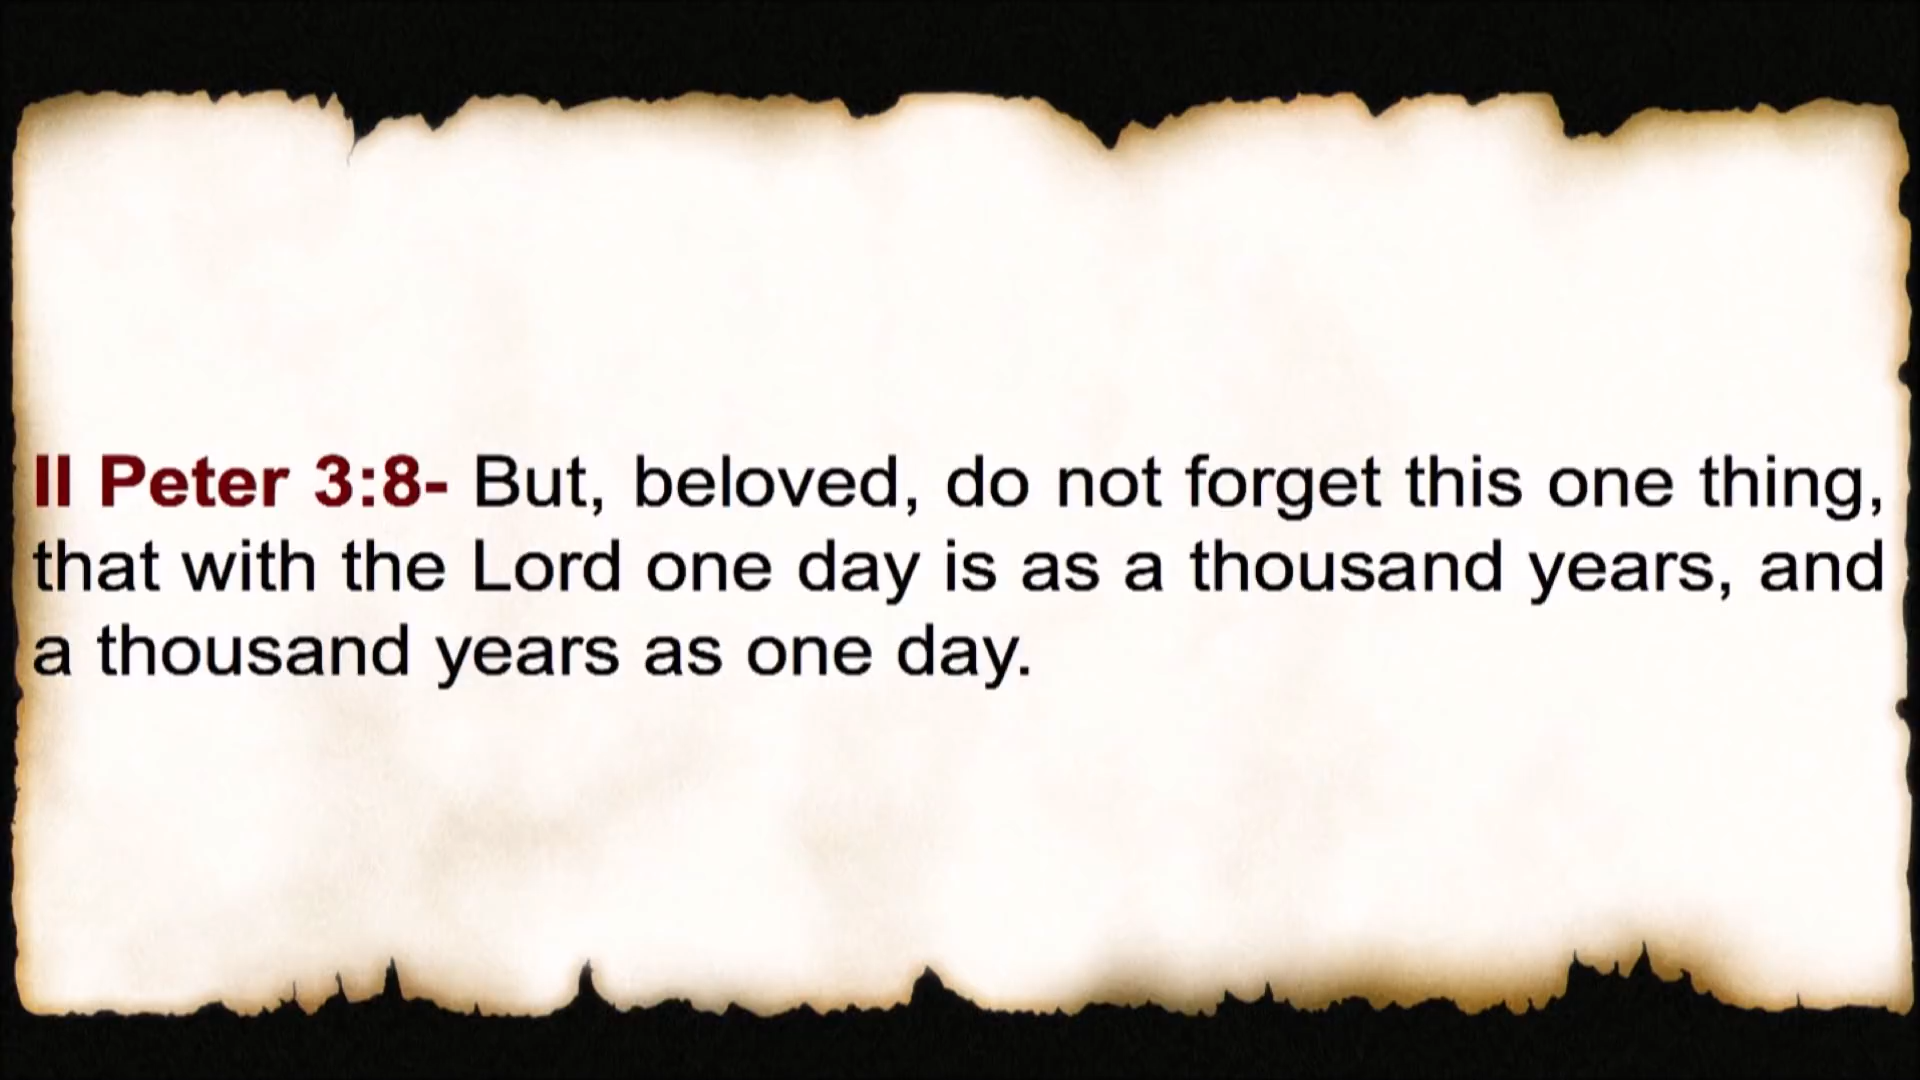 II Peter 3:8- But, beloved, do not forget this one thing,
that with the Lord one day is as a thousand years, and
a thousand years as one day.